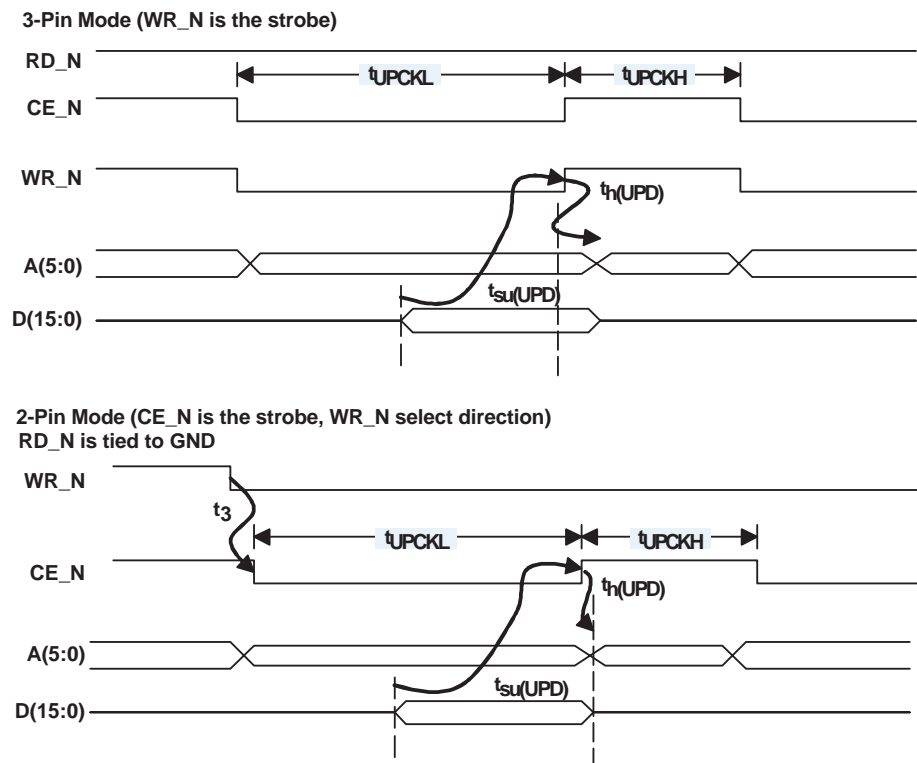 3-Pin Mode (WR_N is the strobe)
RD_N
tUPCKL
tUPCKH
CE_N
WR_N
th(UPD)
A(5:0)
tsu(UPD)
D(15:0)
2-Pin Mode (CE_N is the strobe, WR_N select direction)
RD_N is tied to GND
WR_N
t3
tUPCKL
tUPCKH
CE_N
th(UPD)
A(5:0)
tsu(UPD)
D(15:0)